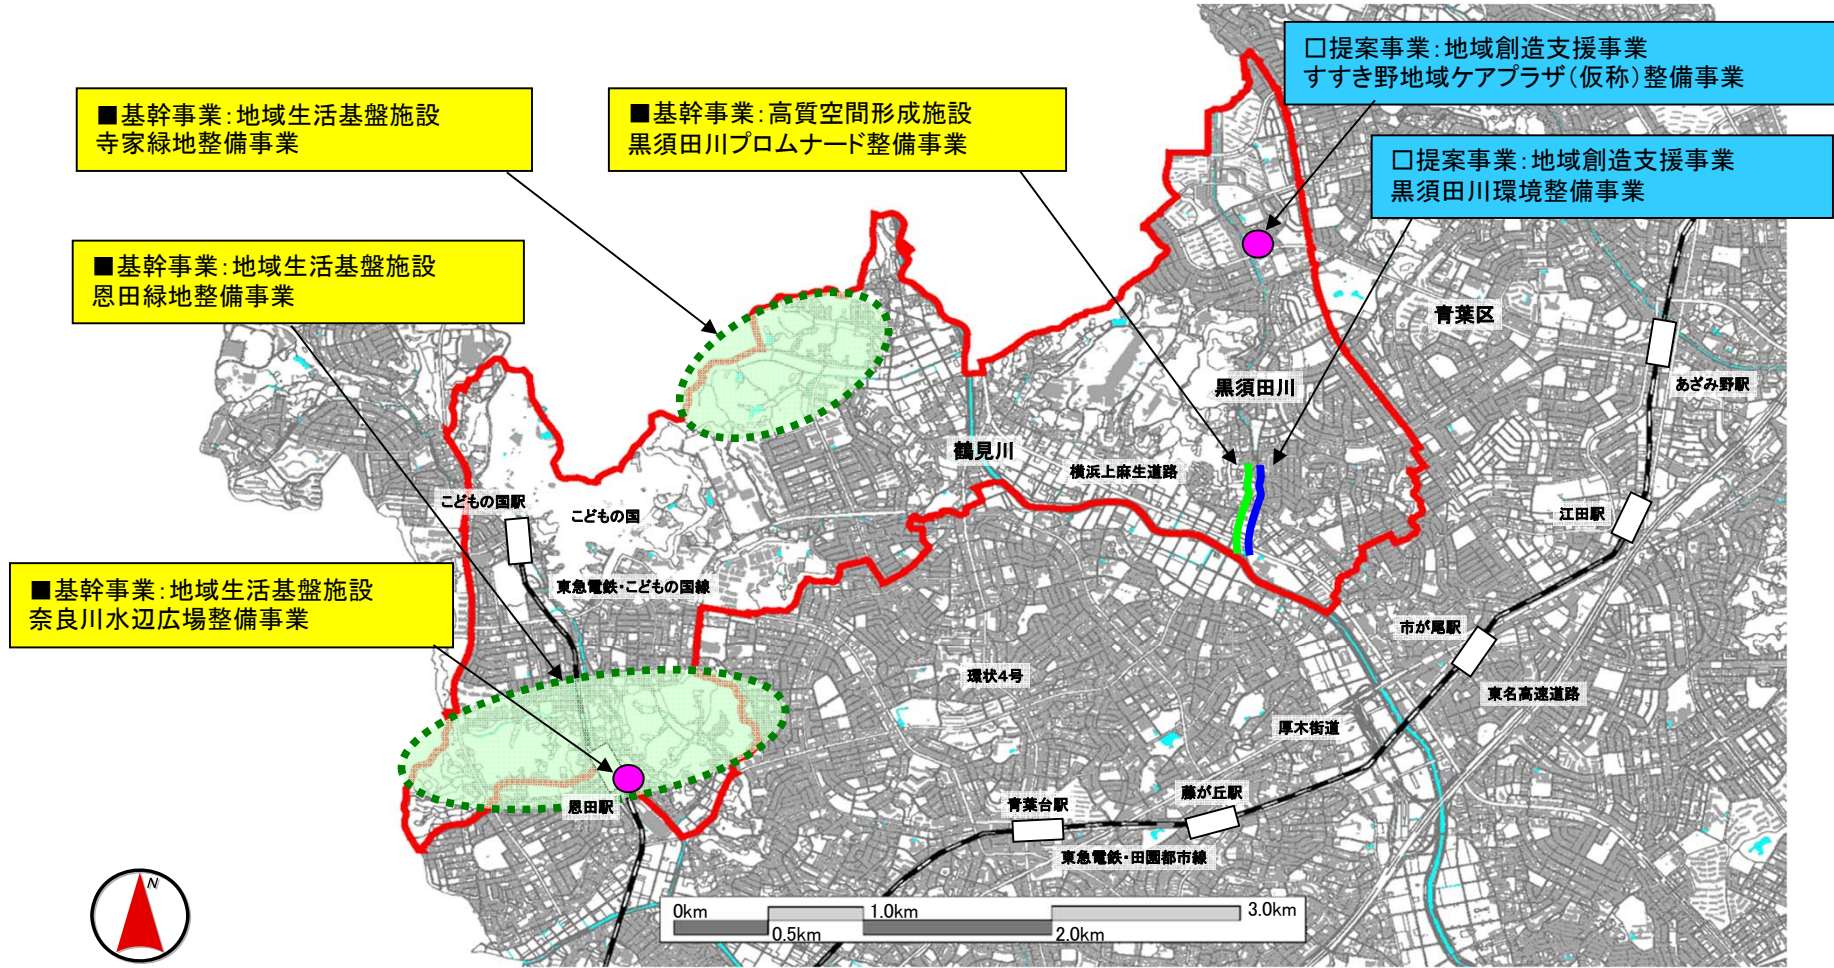 □提案事業：地域創造支援事業
すすき野地域ケアプラザ（仮称）整備事業
■基幹事業：地域生活基盤施設
寺家緑地整備事業
■基幹事業：高質空間形成施設
黒須田川プロムナード整備事業
□提案事業：地域創造支援事業
黒須田川環境整備事業
■基幹事業：地域生活基盤施設
恩田緑地整備事業
青葉区
あざみ野駅
黒須田川
鶴見川
横浜上麻生道路
こどもの国駅
こどもの国
江田駅
東急電鉄・こどもの国線
■基幹事業：地域生活基盤施設
奈良川水辺広場整備事業
市が尾駅
環状4号
東名高速道路
厚木街道
恩田駅
青葉台駅
藤が丘駅
東急電鉄・田園都市線
N
0km
1.0km
3.0km
0.5km
2.0km